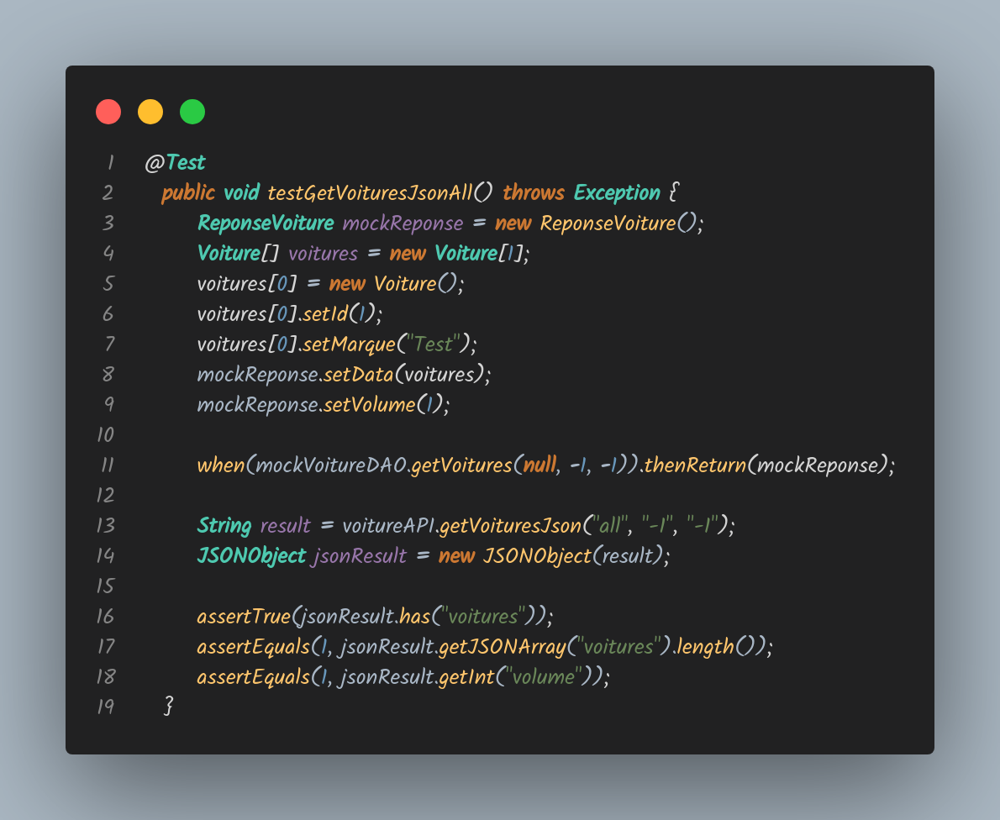 1 @Test
2 public void testGetVoituresJsonAll() throws Exception {
3 ReponseVoiture mockReponse = new ReponseVoiture();
4 Voiture[] voitures = new Voiture[1];
5 voitures[0] = new Voiture();
6 voitures[0].setId(1);
7 voitures[0].setMarque("Test");
8 mockReponse.setData(voitures);
9 mockReponse.setVolume(1);
10
11 when(mockVoitureDAO.getVoitures(null, -1, -1)).thenReturn(mockReponse);
12
13 String result = voitureAPI.getVoituresJson("all", "-1", "-1");
14 JSONObject jsonResult = new JSONObject(result);
15
16 assertTrue(jsonResult.has("voitures"));
17 assertEquals(1, jsonResult.getJSONArray("voitures").length());
18 assertEquals(1, jsonResult.getInt("volume"));
19 }